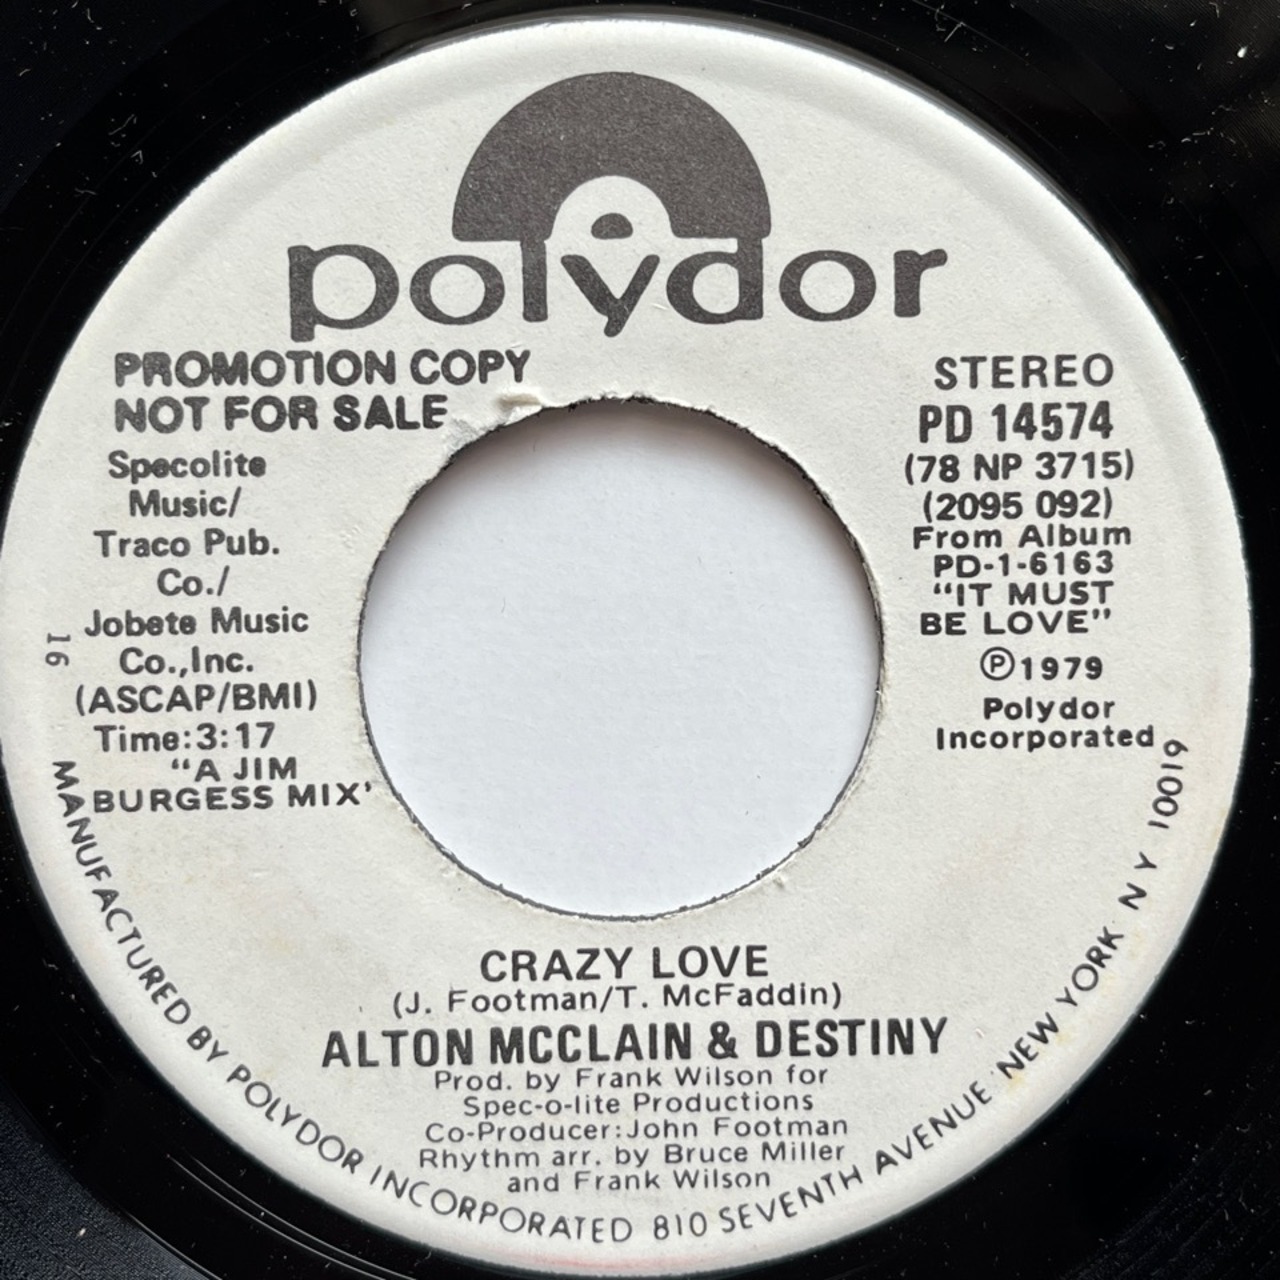 polydor
PROMOTION COPY
NOT FOR SALE
Specolite
Music/
Traco Pub.
Co./
Jobete Music
Co.,Inc.
(ASCAP/BMI)
Time:3:17
"A JIM
BURGESS MIX'
16
STEREO
PD 14574
(78 NP 3715)
(2095 092)
From Album
PD-1-6163
"IT MUST
BE LOVE"
Ⓟ1979
Polydor
Incorporated
CRAZY LOVE
(J. Footman/T. McFaddin)
ALTON MCCLAIN & DESTINY
Prod. by Frank Wilson for
Spec-o-lite Productions
Co-Producer:John Footman
Rhythm arr. by Bruce Miller
and Frank Wilson
MANUFACTURED BY POLYDOR INCORPORATED 810 SEVENTH AVENUE NEW YORK N Y 10019